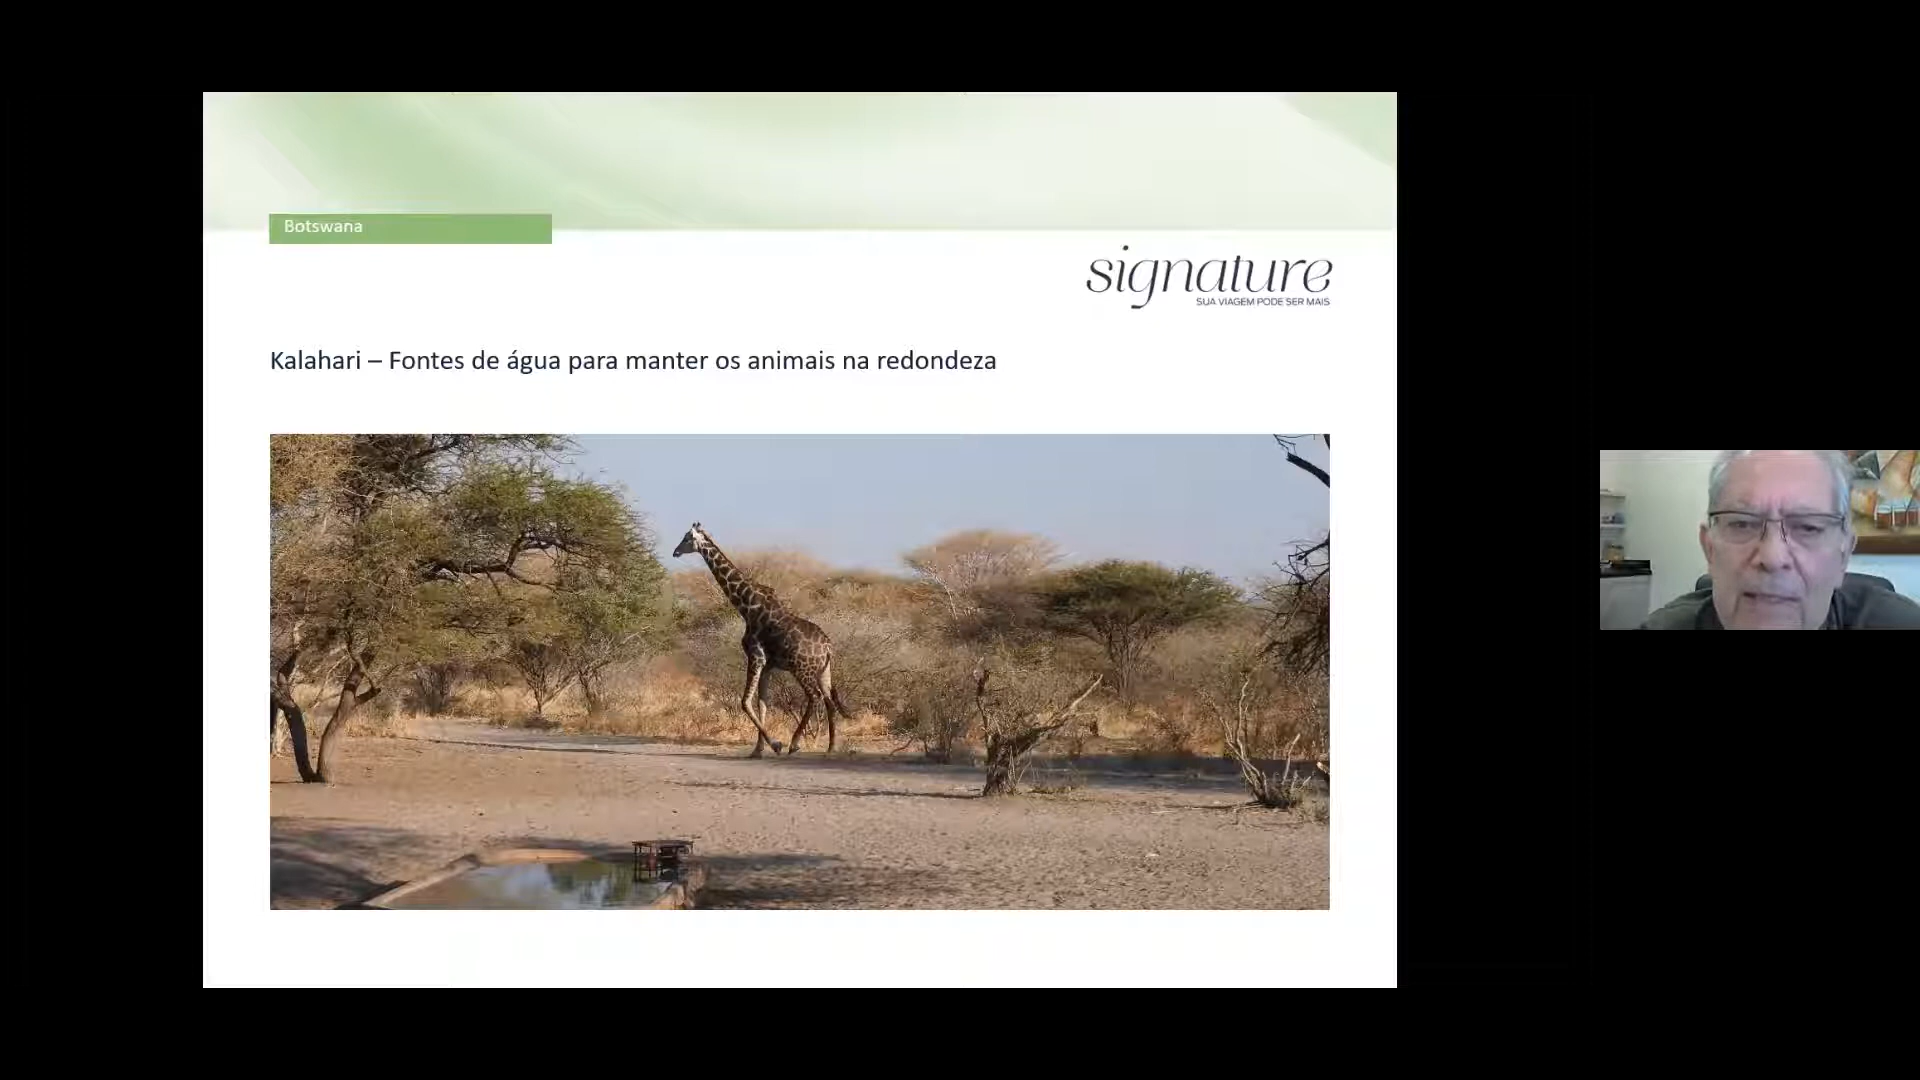 Botswana
signature
SUA VIAGEM PODE SER MAIS
Kalahari – Fontes de água para manter os animais na redondeza